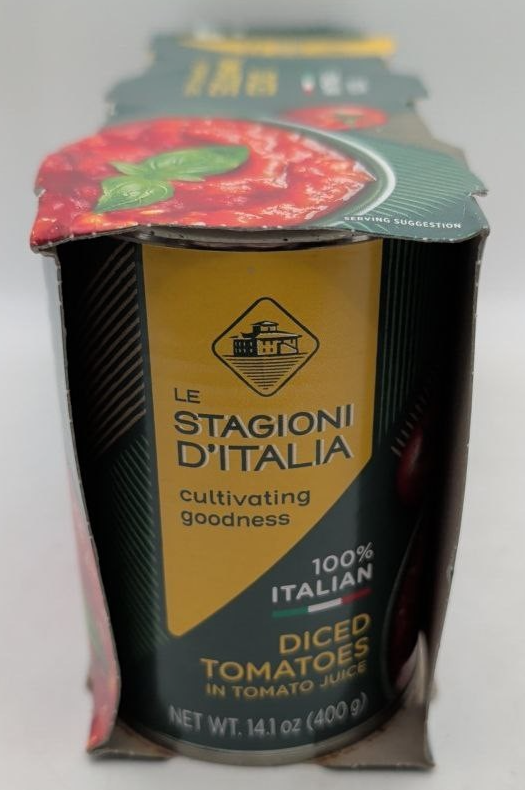 SERVING SUGGESTION
LE
STAGIONI
D'ITALIA
cultivating
goodness
100%
ITALIAN
DICED
TOMATOES
IN TOMATO JUICE
NET WT. 14.1 oz (400 g)